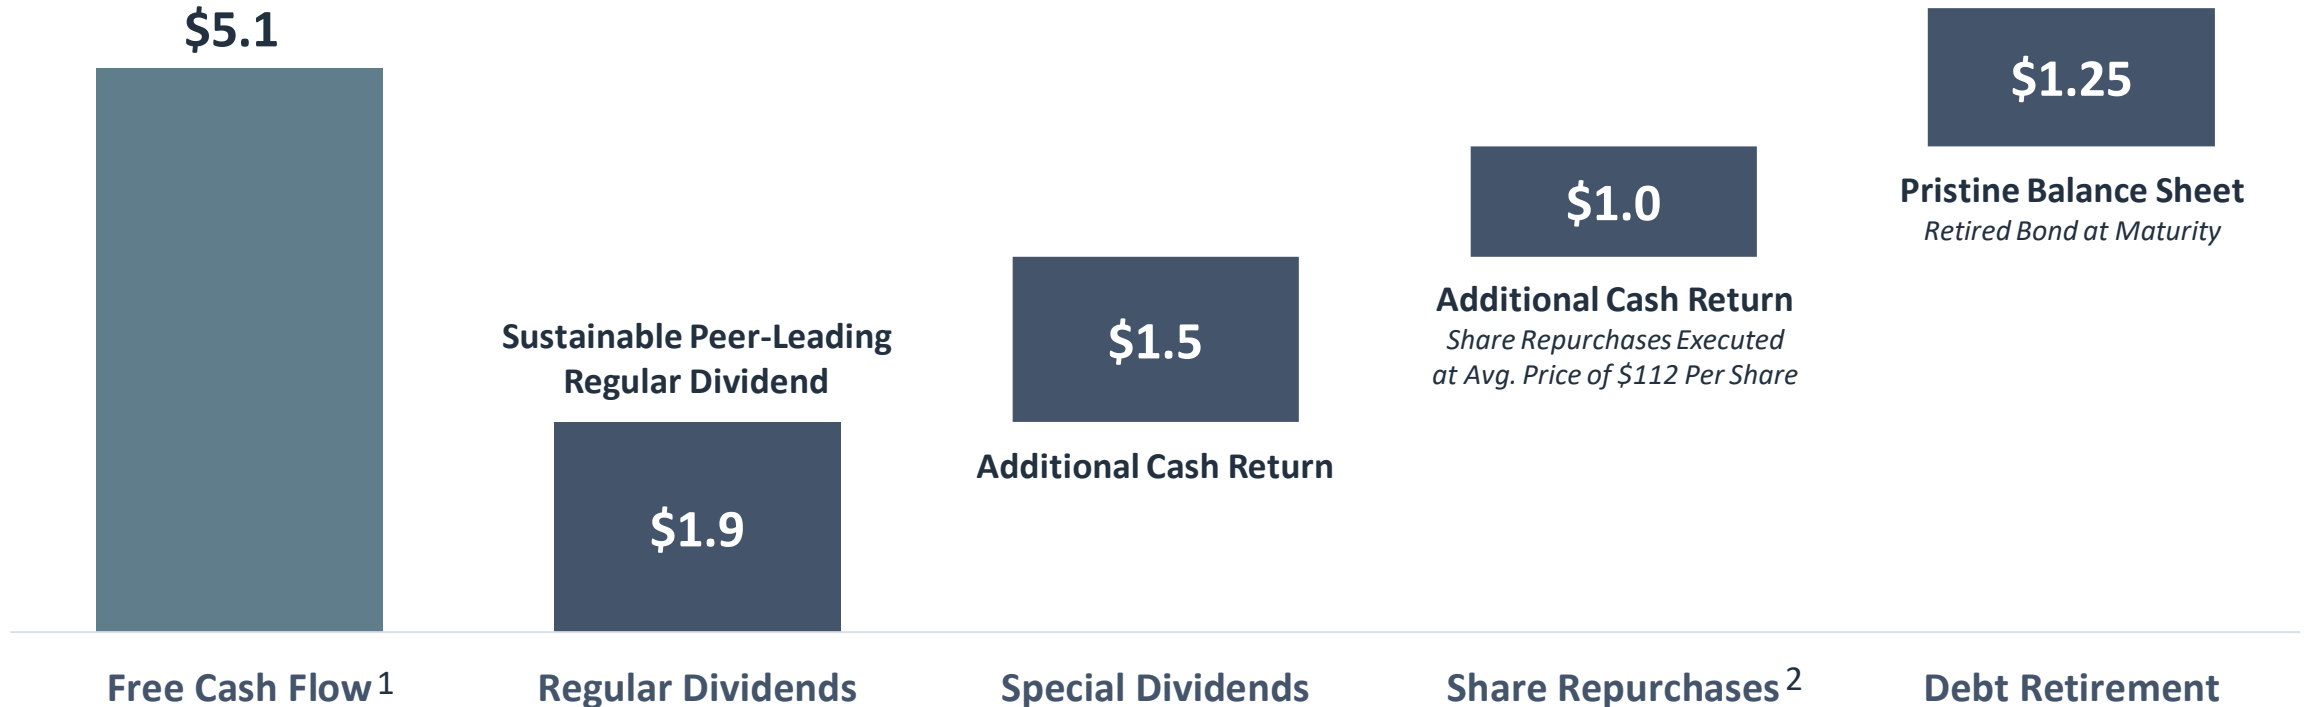 $5.1
Sustainable Peer-Leading
Regular Dividend
$1.9
$1.5
Additional Cash Return
$1.0
Additional Cash Return
Share Repurchases Executed
at Avg. Price of $112 Per Share
$1.25
Pristine Balance Sheet
Retired Bond at Maturity
Free Cash Flow 1
Regular Dividends
Special Dividends
Share Repurchases 2
Debt Retirement